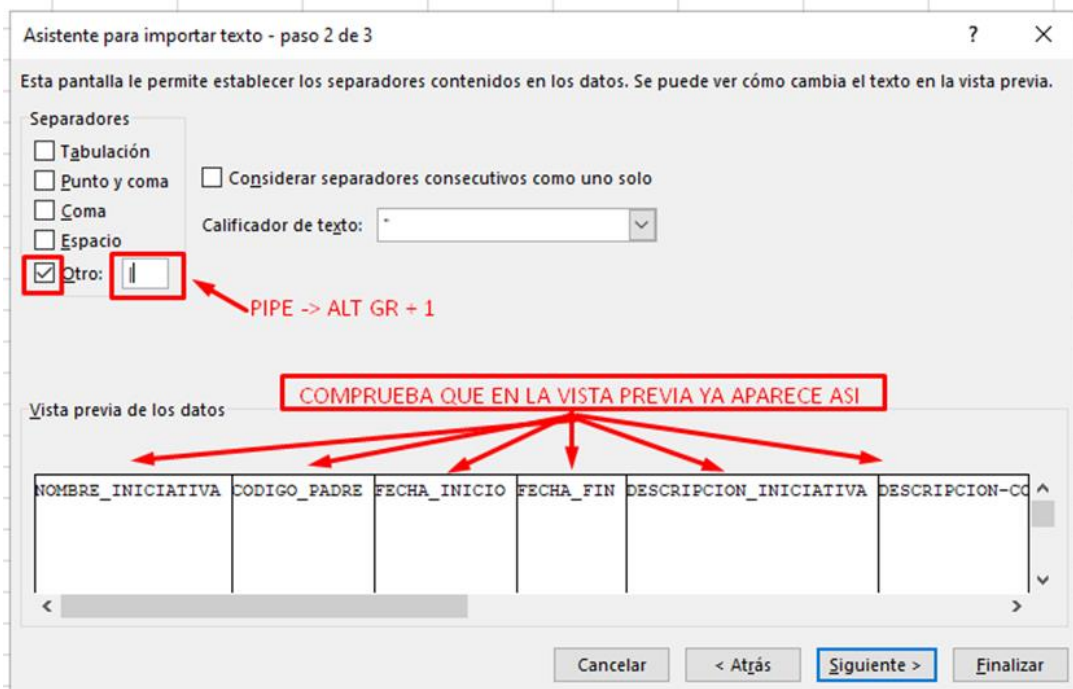 Asistente para importar texto - paso 2 de 3 ? ×
Esta pantalla le permite establecer los separadores contenidos en los datos. Se puede ver cómo cambia el texto en la vista previa.
Separadores
Tabulación
Punto y coma
Coma
Espacio
Otro: |
Considerar separadores consecutivos como uno solo
Calificador de texto: "
PIPE -> ALT GR + 1
COMPRUEBA QUE EN LA VISTA PREVIA YA APARECE ASI
Vista previa de los datos
NOMBRE_INICIATIVA CODIGO_PADRE FECHA_INICIO FECHA_FIN DESCRIPCION_INICIATIVA DESCRIPCION-CO
Cancelar < Atrás Siguiente > Finalizar